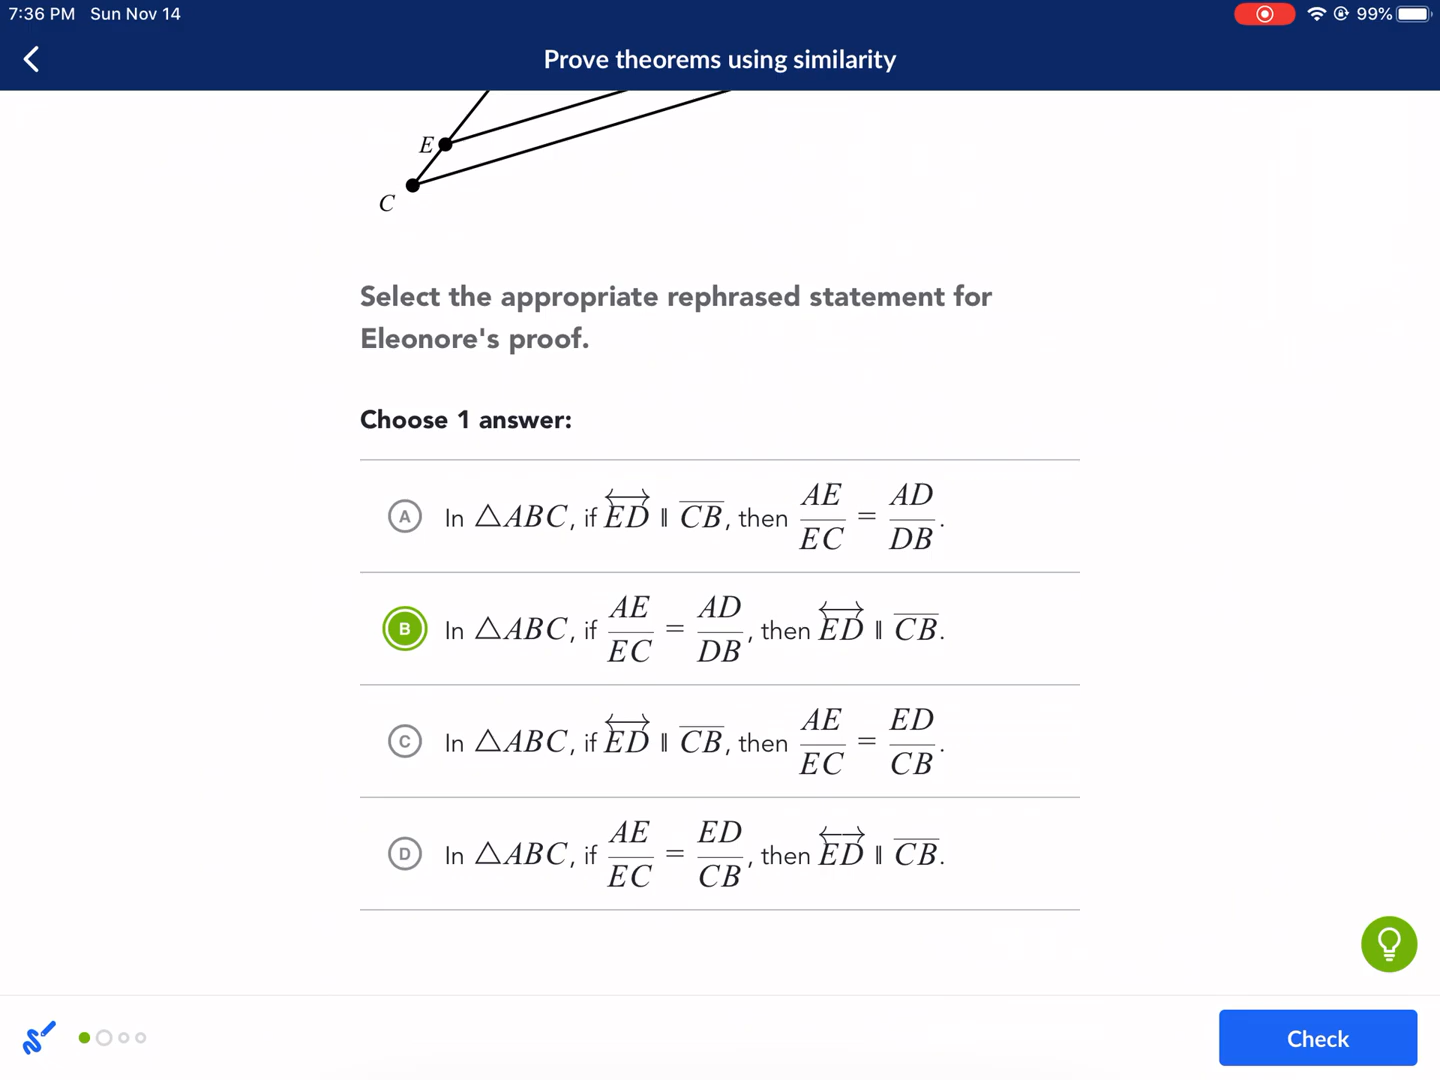 7:36 PM Sun Nov 14
99%
Prove theorems using similarity
E
C
Select the appropriate rephrased statement for
Eleonore's proof.
Choose 1 answer:
A In △ABC, if ↔ED ∥ ‾CB, then AE/EC = AD/DB.
B In △ABC, if AE/EC = AD/DB, then ↔ED ∥ ‾CB.
C In △ABC, if ↔ED ∥ ‾CB, then AE/EC = ED/CB.
D In △ABC, if AE/EC = ED/CB, then ↔ED ∥ ‾CB.
Check